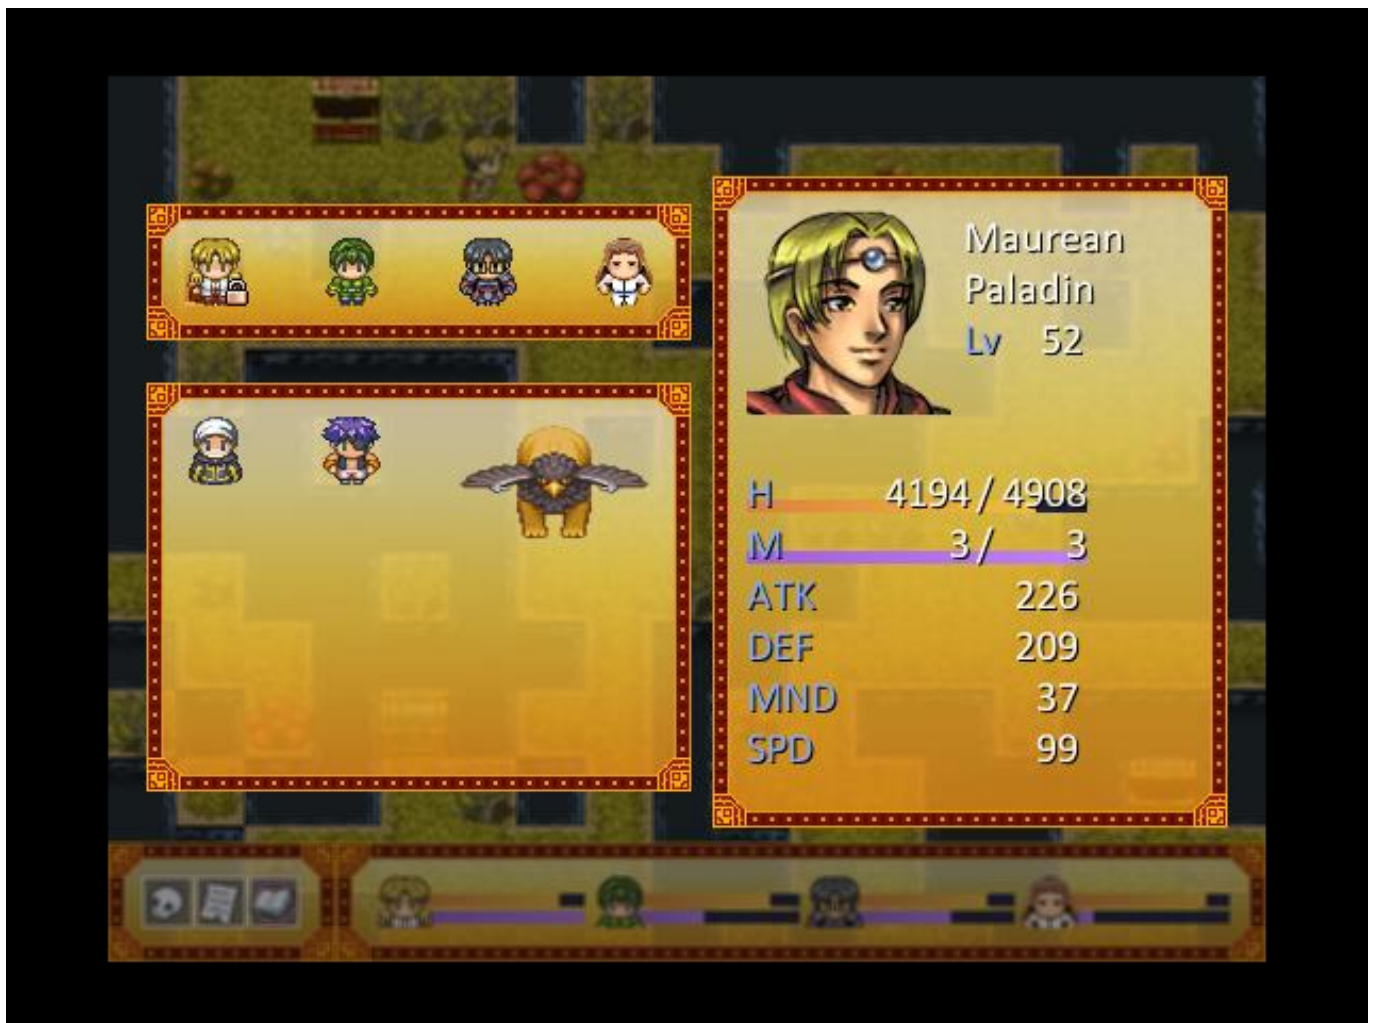 Maurean
Paladin
Lv 52
H 4194 / 4908
M 3 / 3
ATK 226
DEF 209
MND 37
SPD 99